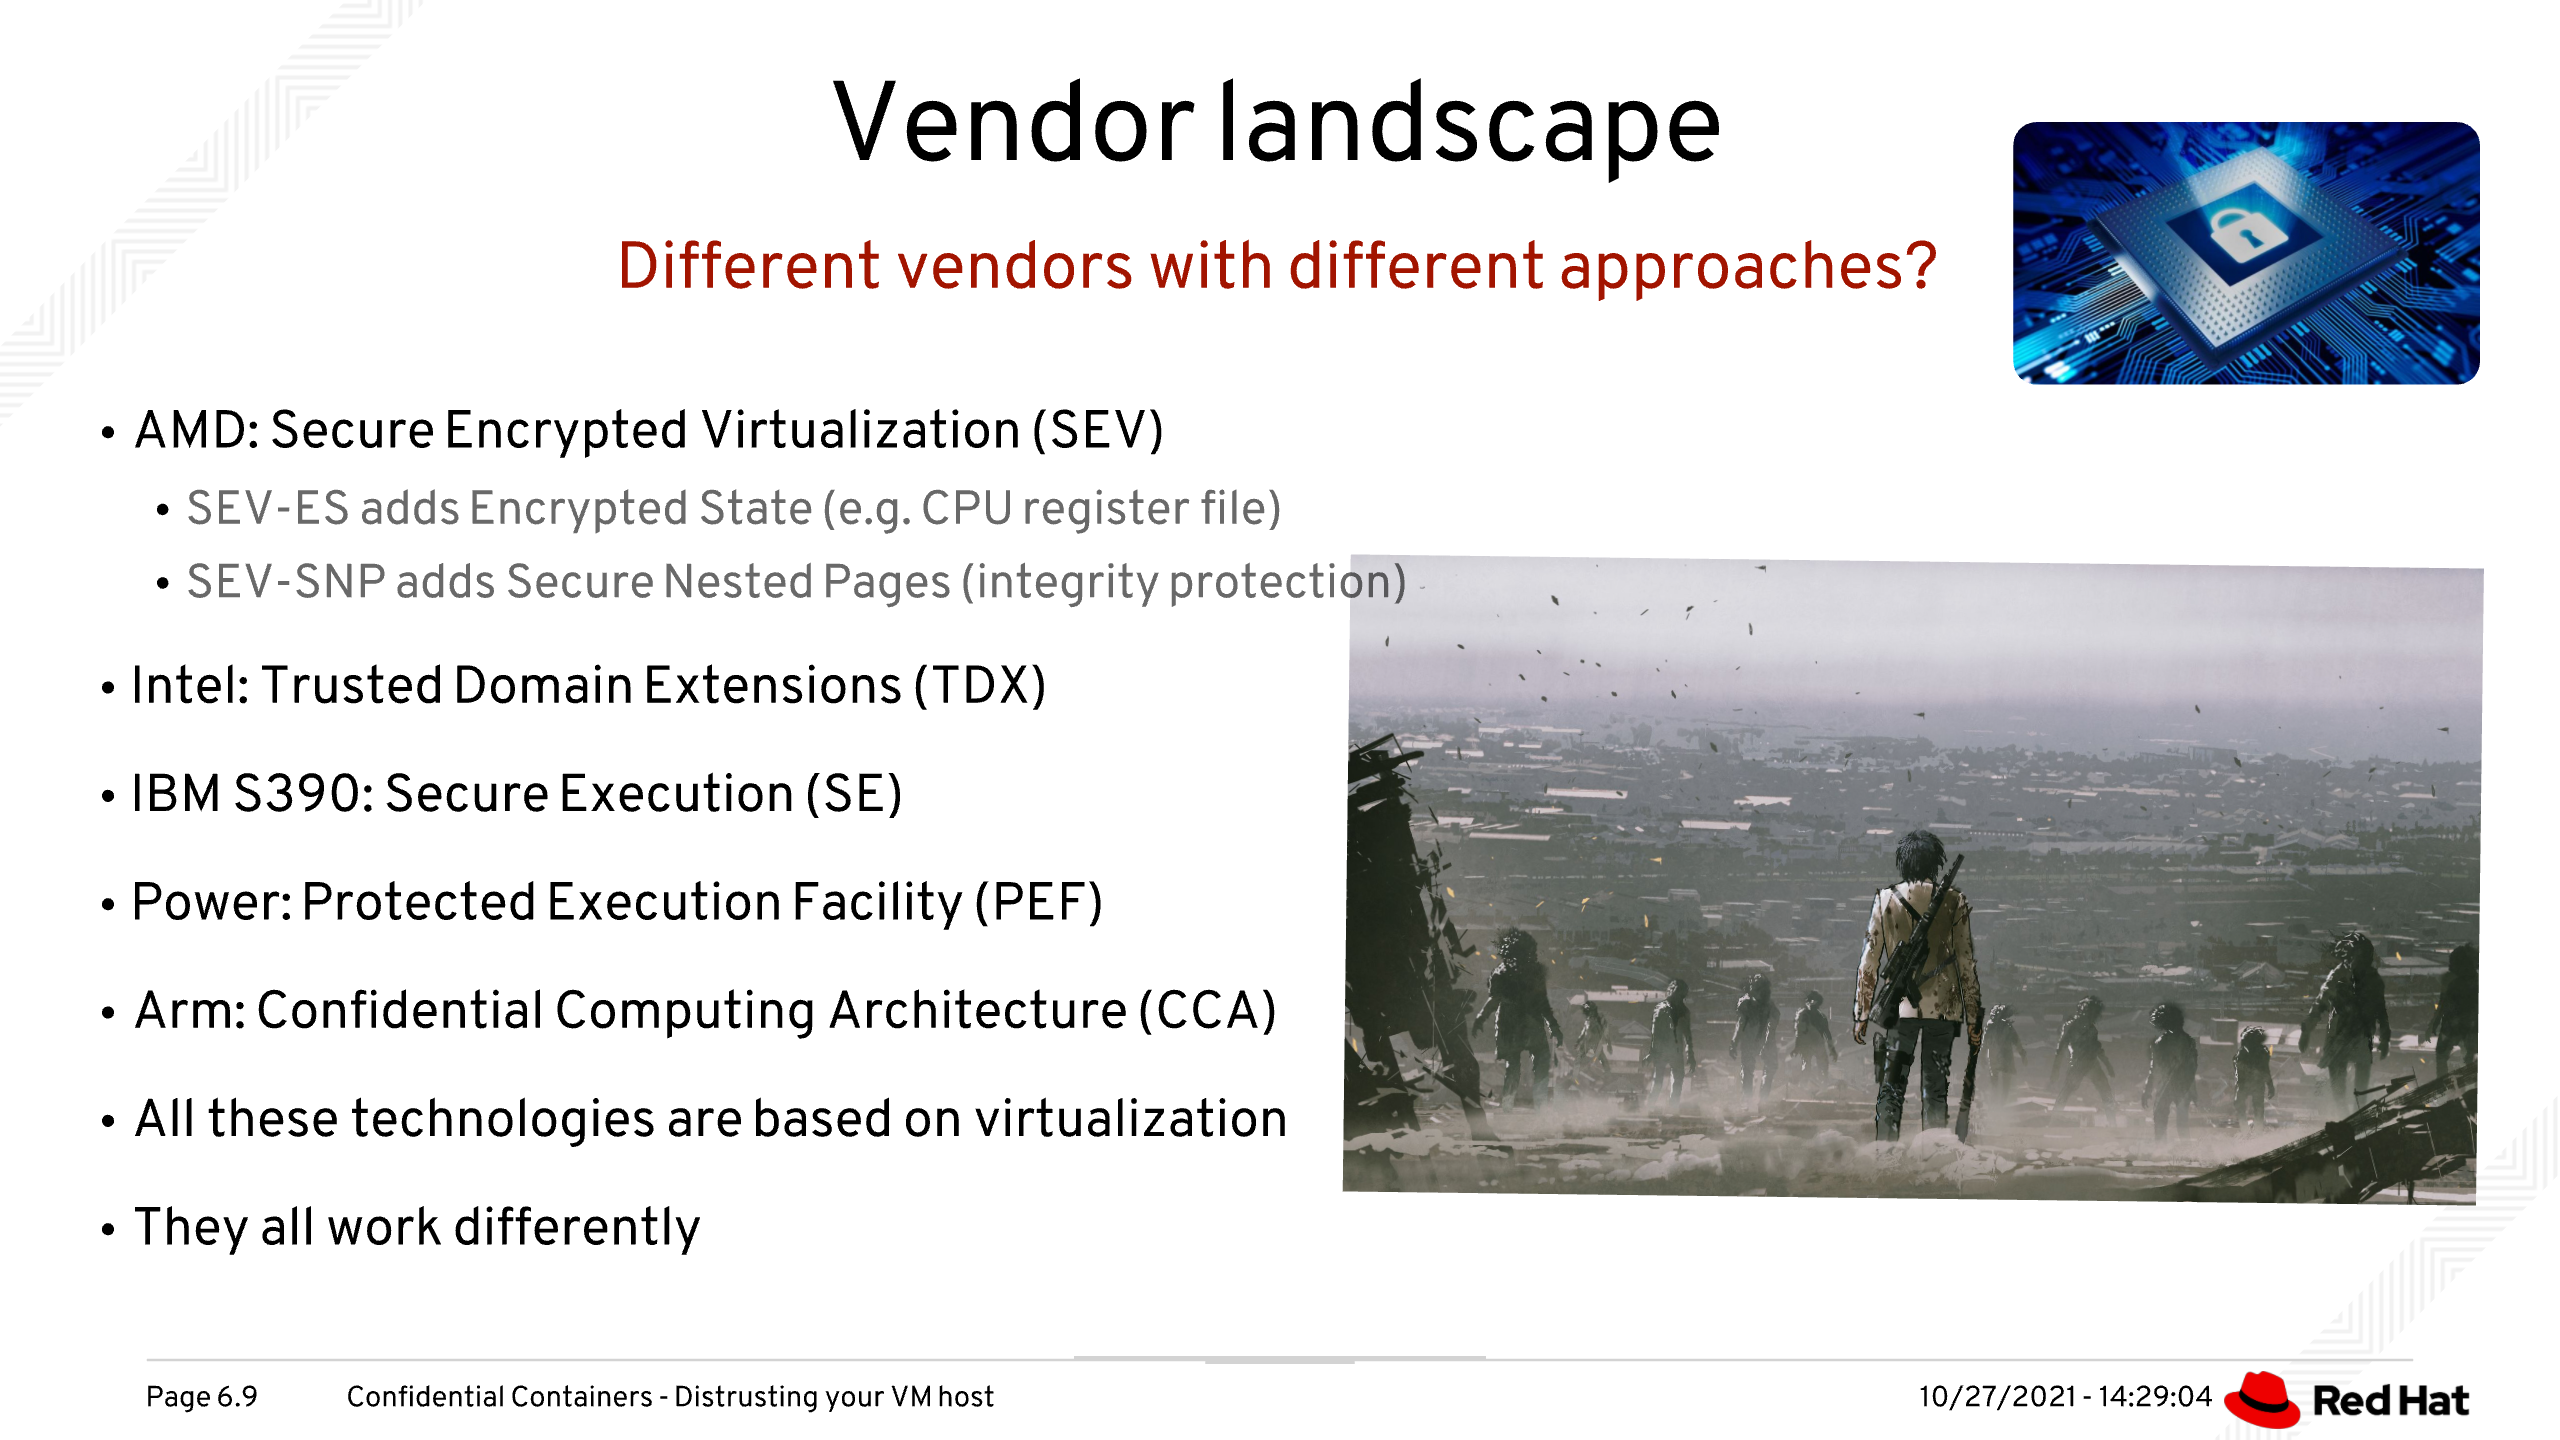 Vendor landscape
Different vendors with different approaches?
• AMD: Secure Encrypted Virtualization (SEV)
• SEV-ES adds Encrypted State (e.g. CPU register file)
• SEV-SNP adds Secure Nested Pages (integrity protection)
• Intel: Trusted Domain Extensions (TDX)
• IBM S390: Secure Execution (SE)
• Power: Protected Execution Facility (PEF)
• Arm: Confidential Computing Architecture (CCA)
• All these technologies are based on virtualization
• They all work differently
Page 6.9 Confidential Containers - Distrusting your VM host 10/27/2021 - 14:29:04 Red Hat